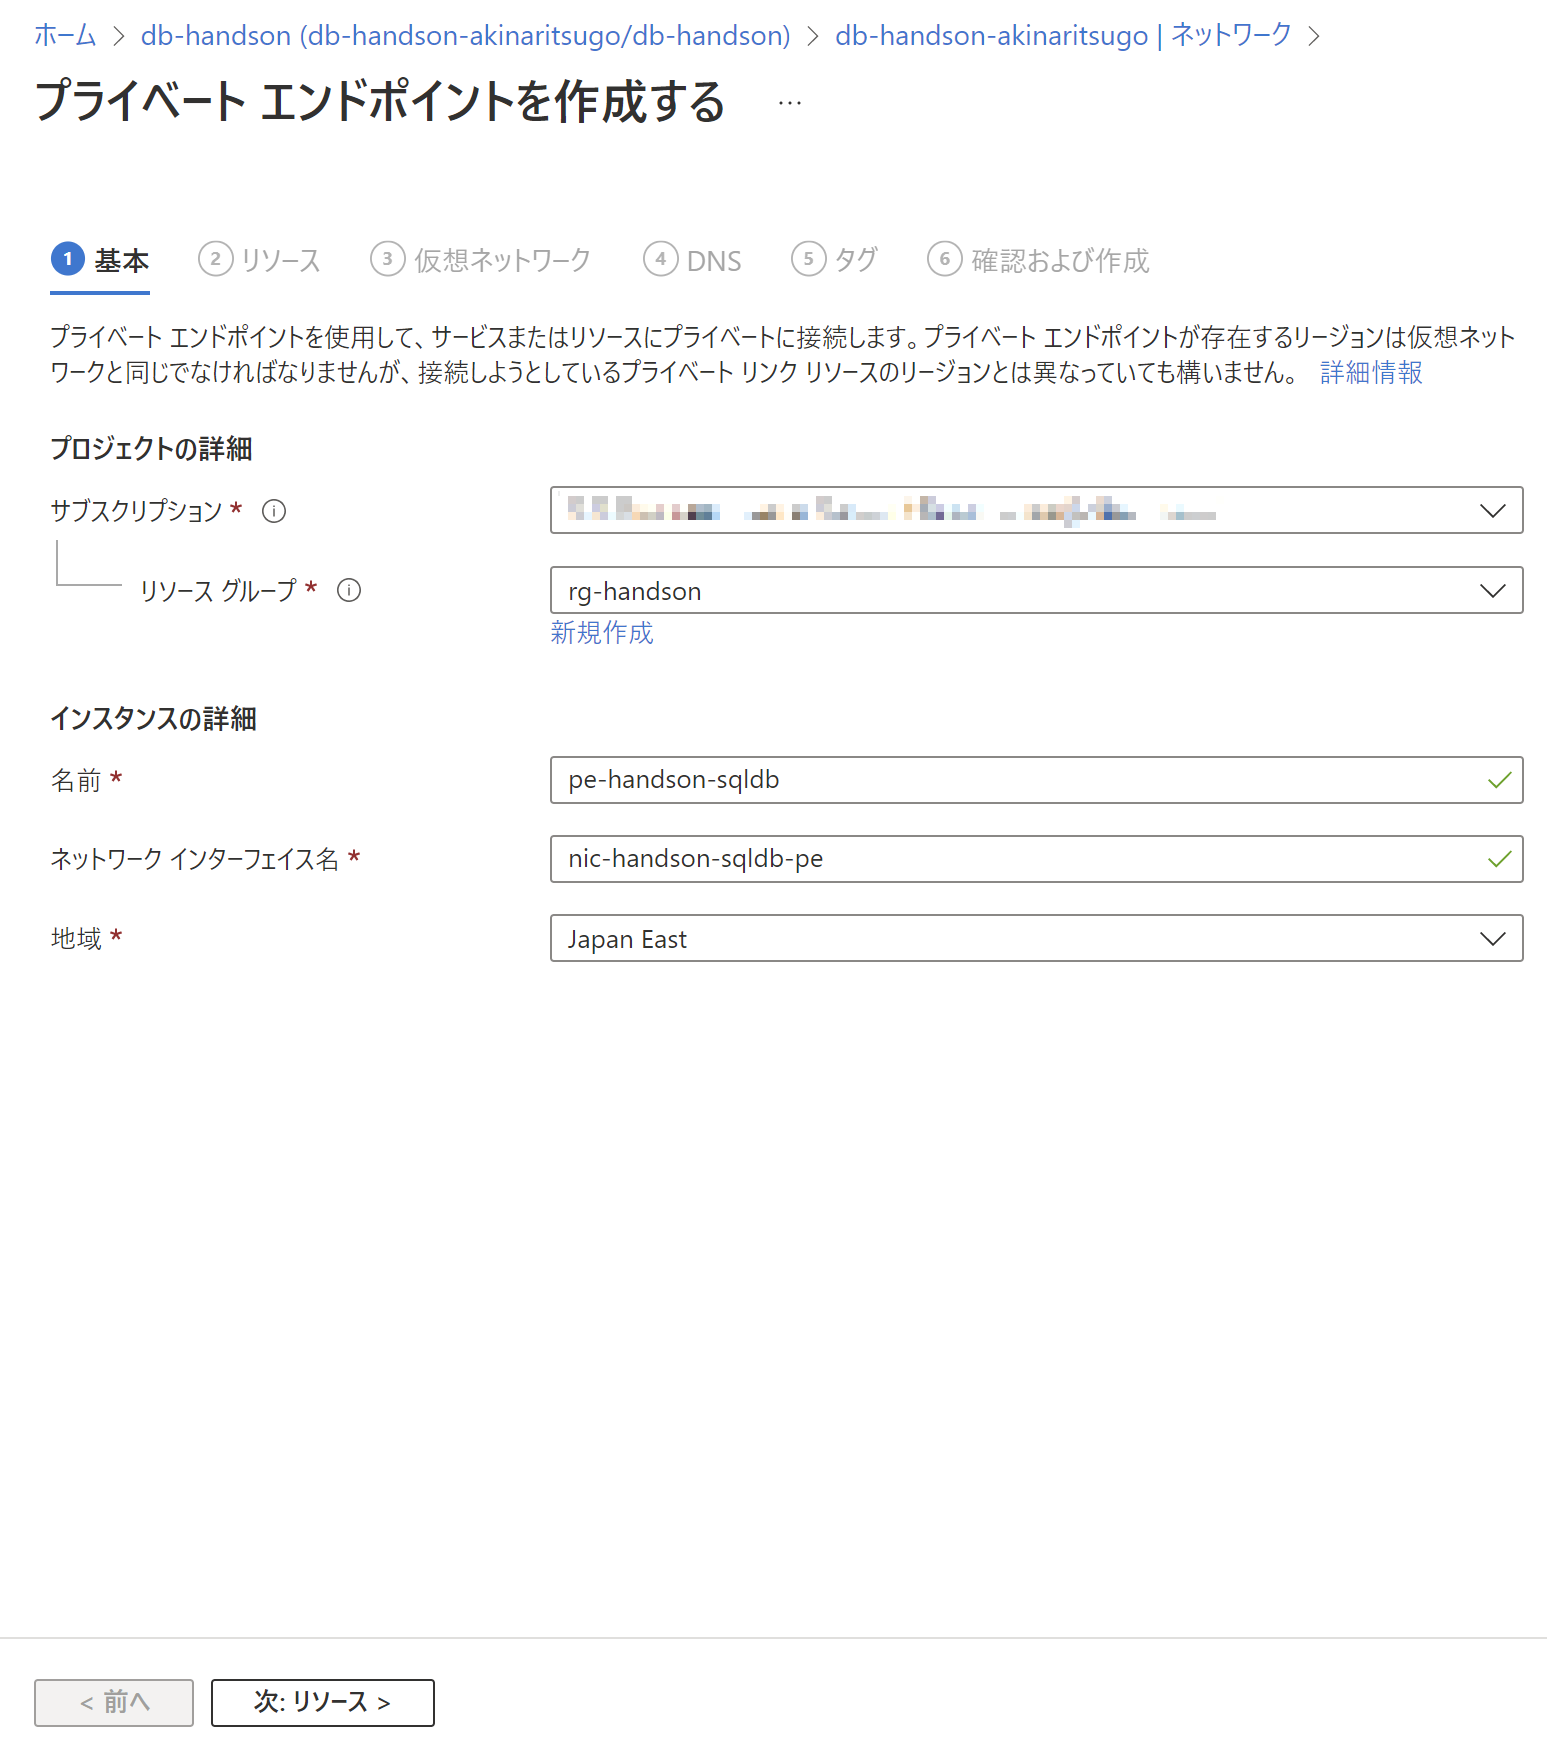 ホーム > db-handson (db-handson-akinaritsugo/db-handson) > db-handson-akinaritsugo | ネットワーク >
プライベート エンドポイントを作成する ...
1 基本 2 リソース 3 仮想ネットワーク 4 DNS 5 タグ 6 確認および作成
プライベート エンドポイントを使用して、サービスまたはリソースにプライベートに接続します。プライベート エンドポイントが存在するリージョンは仮想ネット
ワークと同じでなければなりませんが、接続しようとしているプライベート リンク リソースのリージョンとは異なっていても構いません。 詳細情報
プロジェクトの詳細
サブスクリプション *
リソース グループ * rg-handson
新規作成
インスタンスの詳細
名前 * pe-handson-sqldb
ネットワーク インターフェイス名 * nic-handson-sqldb-pe
地域 * Japan East
< 前へ 次: リソース >